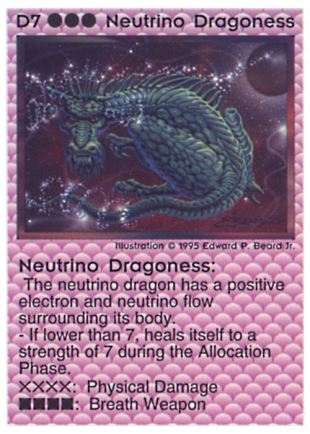 D7 ●●● Neutrino Dragoness
Illustration © 1995 Edward P. Beard Jr.
Neutrino Dragoness:
The neutrino dragon has a positive
electron and neutrino flow
surrounding its body.
- If lower than 7, heals itself to a
strength of 7 during the Allocation
Phase.
XXXX: Physical Damage
■■■■: Breath Weapon